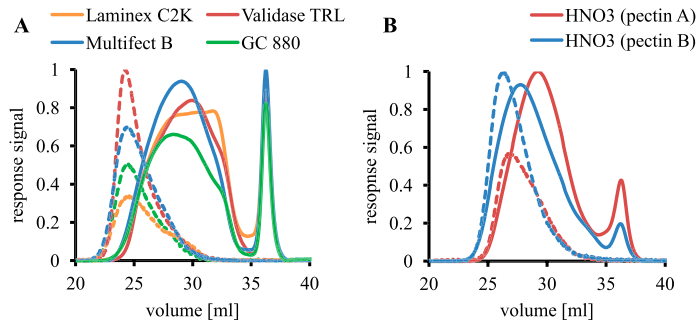 A
Laminex C2K
Validase TRL
Multifect B
GC 880
response signal
1
0.8
0.6
0.4
0.2
0
20
25
30
35
40
volume [ml]
B
HNO3 (pectin A)
HNO3 (pectin B)
resopnse signal
1
0.8
0.6
0.4
0.2
0
20
25
30
35
40
volume [ml]